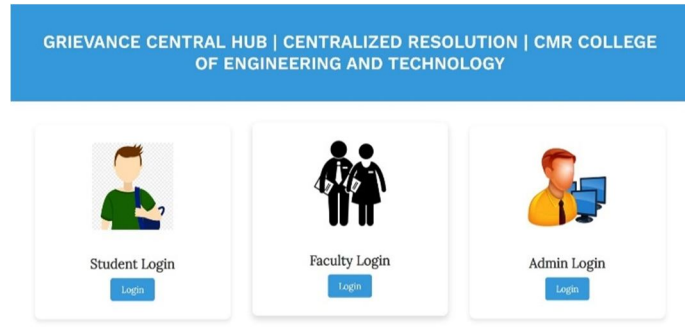 GRIEVANCE CENTRAL HUB | CENTRALIZED RESOLUTION | CMR COLLEGE
OF ENGINEERING AND TECHNOLOGY
Student Login
Login
Faculty Login
Login
Admin Login
Login